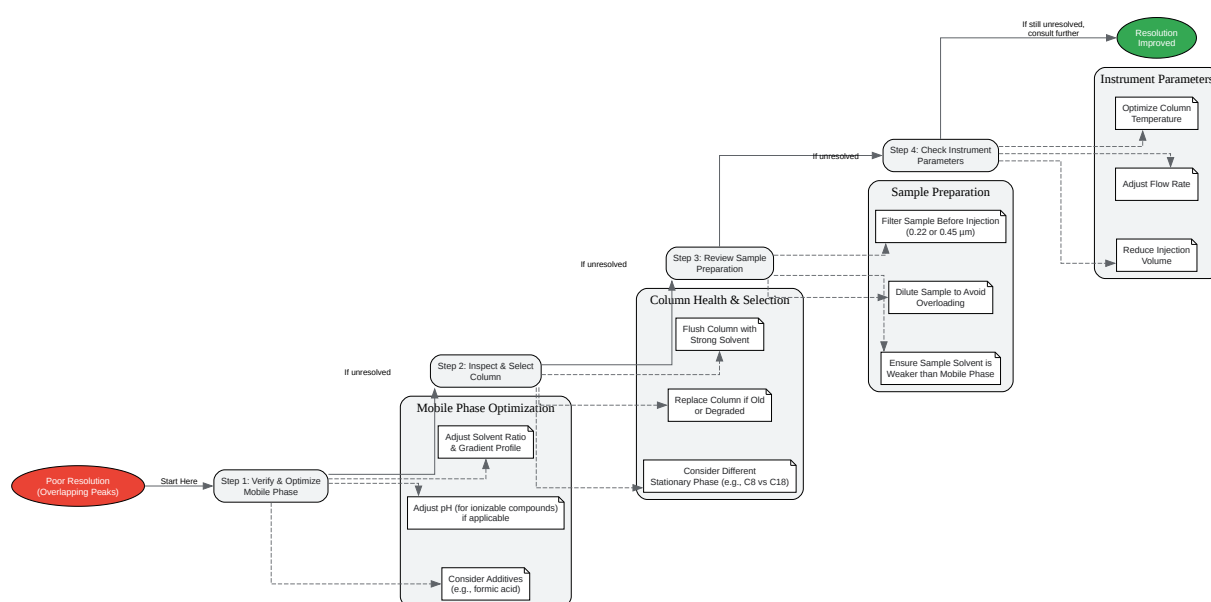 If still unresolved,
consult further
Resolution
Improved
Instrument Parameters
Optimize Column
Temperature
Adjust Flow Rate
Reduce Injection
Volume
If unresolved
Step 4: Check Instrument
Parameters
Sample Preparation
Filter Sample Before Injection
(0.22 or 0.45 µm)
Dilute Sample to Avoid
Overloading
Ensure Sample Solvent is
Weaker than Mobile Phase
If unresolved
Step 3: Review Sample
Preparation
Column Health & Selection
Flush Column with
Strong Solvent
Replace Column if Old
or Degraded
Consider Different
Stationary Phase (e.g., C8 vs C18)
If unresolved
Step 2: Inspect & Select
Column
Mobile Phase Optimization
Adjust Solvent Ratio
& Gradient Profile
Adjust pH (for ionizable compounds)
if applicable
Consider Additives
(e.g., formic acid)
Poor Resolution
(Overlapping Peaks)
Start Here
Step 1: Verify & Optimize
Mobile Phase